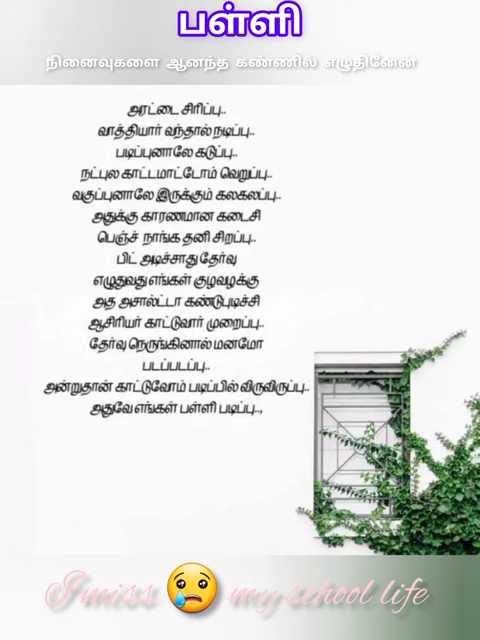 பள்ளி
நினைவுகளை ஆனந்த கண்ணில் எழுதினேன்
அரட்டை சிரிப்பு..
வாத்தியார் வந்தால் நடிப்பு..
படிப்புனாலே கடுப்பு..
நட்புல காட்டமாட்டோம் வெறுப்பு..
வகுப்புனாலே இருக்கும் கலகலப்பு..
அதுக்கு காரணமான கடைசி
பெஞ்ச் நாங்க தனி சிறப்பு..
பிட் அடிச்சாது தேர்வு
எழுதுவது எங்கள் குழவழக்கு
அத அசால்ட்டா கண்டுபுடிச்சி
ஆசிரியர் காட்டுவார் முறைப்பு..
தேர்வு நெருங்கினால் மனமோ
படப்படப்பு..
அன்றுதான் காட்டுவோம் படிப்பில் விருவிருப்பு..
அதுவே எங்கள் பள்ளி படிப்பு..,
I miss 😢 my school life